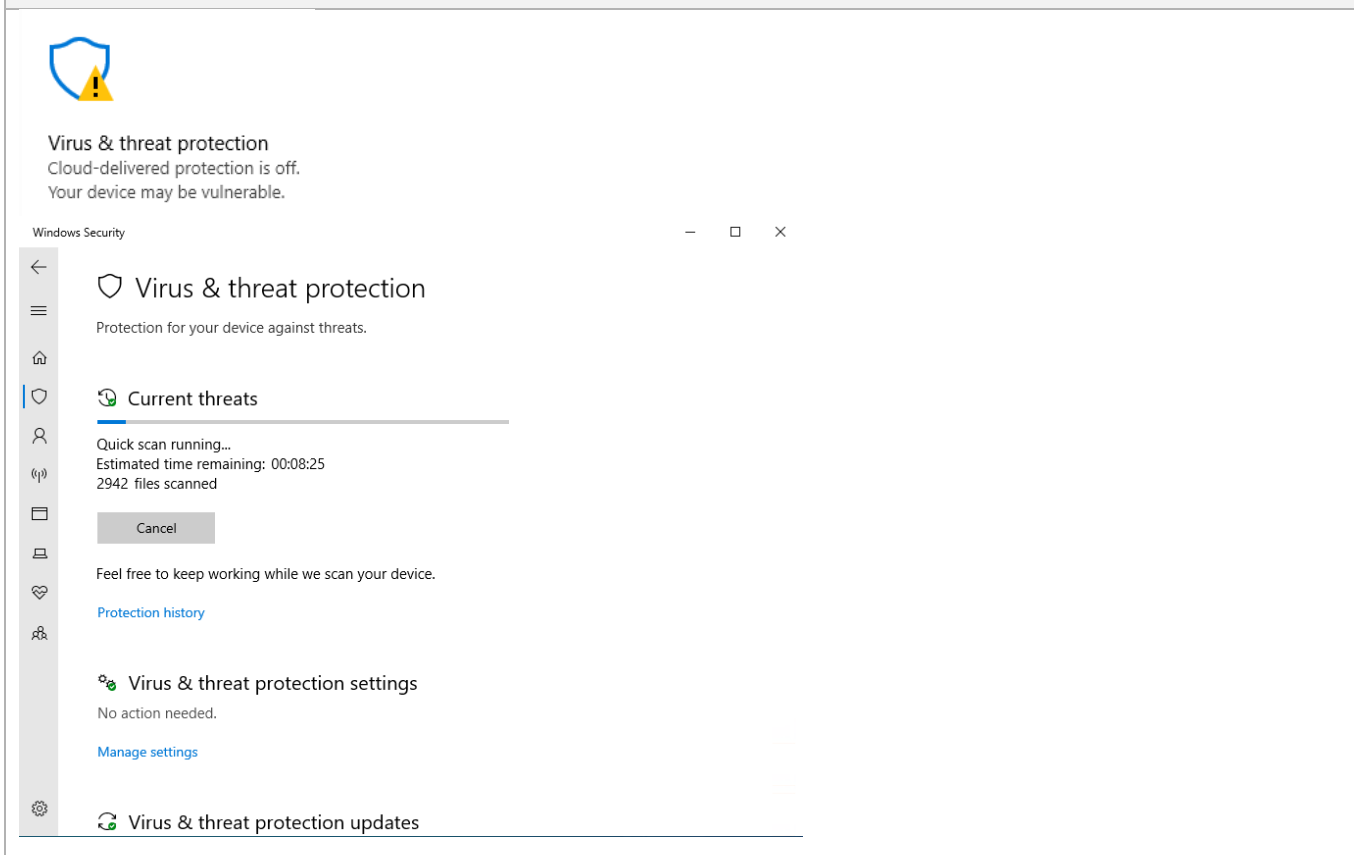 Virus & threat protection
Cloud-delivered protection is off.
Your device may be vulnerable.
Windows Security
Virus & threat protection
Protection for your device against threats.
Current threats
Quick scan running...
Estimated time remaining: 00:08:25
2942 files scanned
Cancel
Feel free to keep working while we scan your device.
Protection history
Virus & threat protection settings
No action needed.
Manage settings
Virus & threat protection updates